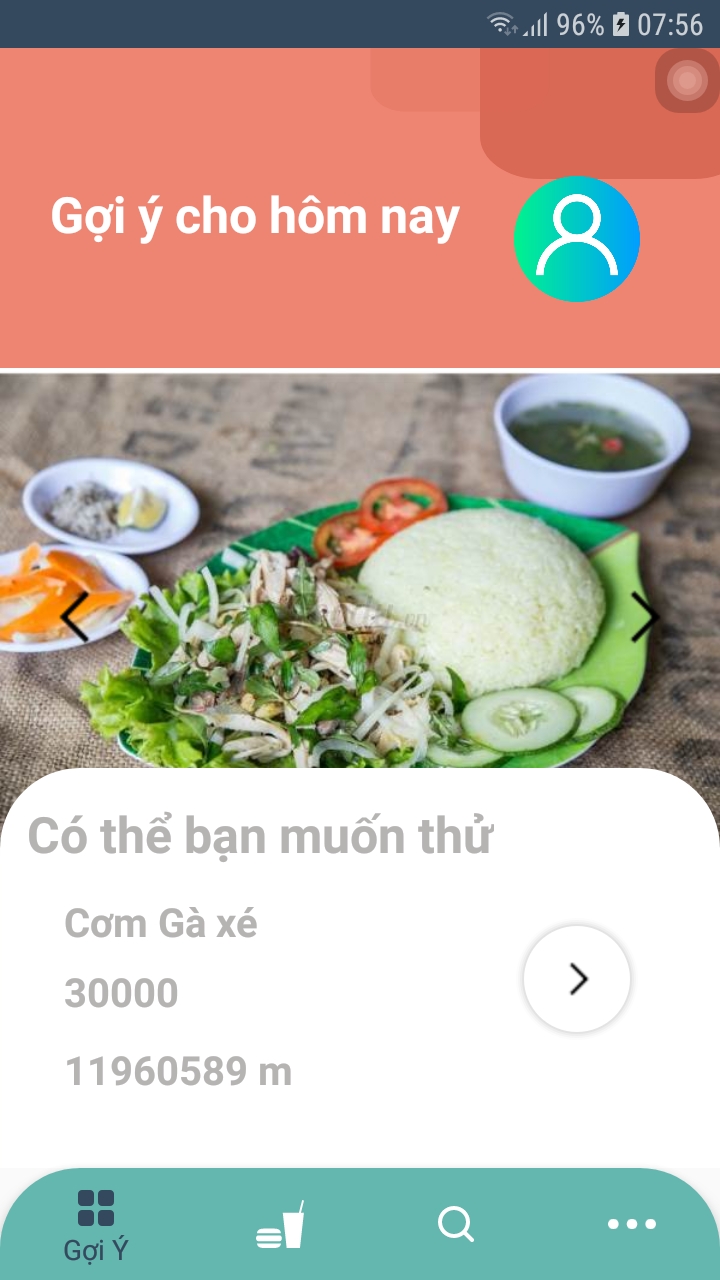 96% 07:56
Gợi ý cho hôm nay
Có thể bạn muốn thử
Cơm Gà xé
30000
11960589 m
Gợi Ý